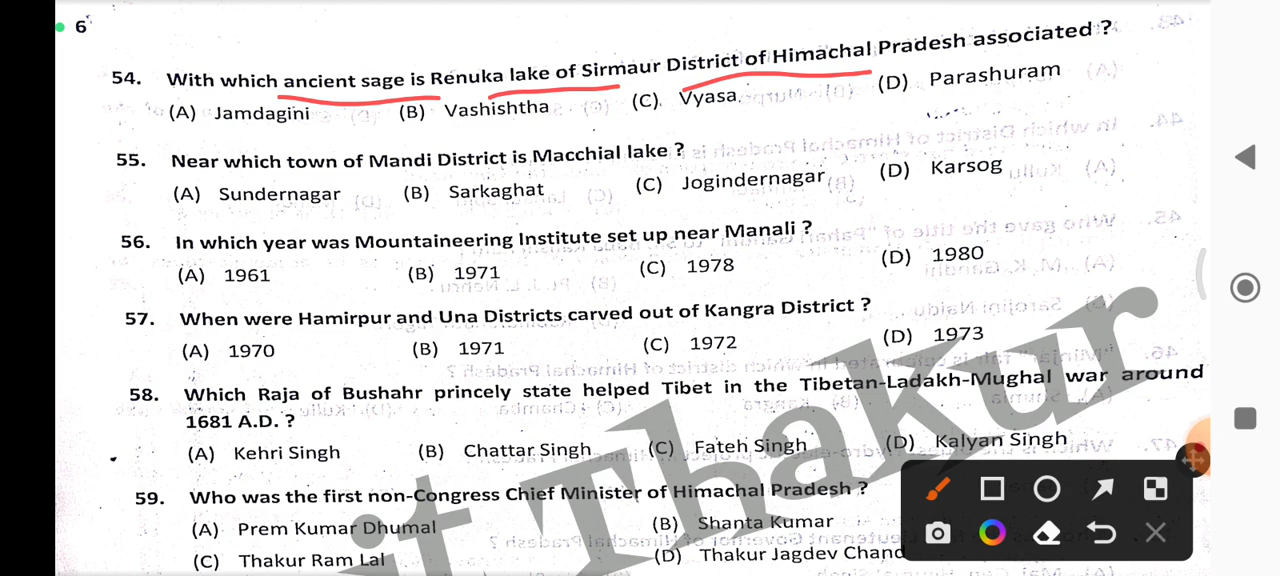 6
54. With which ancient sage is Renuka lake of Sirmaur District of Himachal Pradesh associated ?
(A) Jamdagini (B) Vashishtha (C) Vyasa (D) Parashuram
55. Near which town of Mandi District is Macchial lake ?
(A) Sundernagar (B) Sarkaghat (C) Jogindernagar (D) Karsog
56. In which year was Mountaineering Institute set up near Manali ?
(A) 1961 (B) 1971 (C) 1978 (D) 1980
57. When were Hamirpur and Una Districts carved out of Kangra District ?
(A) 1970 (B) 1971 (C) 1972 (D) 1973
58. Which Raja of Bushahr princely state helped Tibet in the Tibetan-Ladakh-Mughal war around
1681 A.D. ?
(A) Kehri Singh (B) Chattar Singh (C) Fateh Singh (D) Kalyan Singh
59. Who was the first non-Congress Chief Minister of Himachal Pradesh ?
(A) Prem Kumar Dhumal (B) Shanta Kumar
(C) Thakur Ram Lal (D) Thakur Jagdev Chand
it Thakur